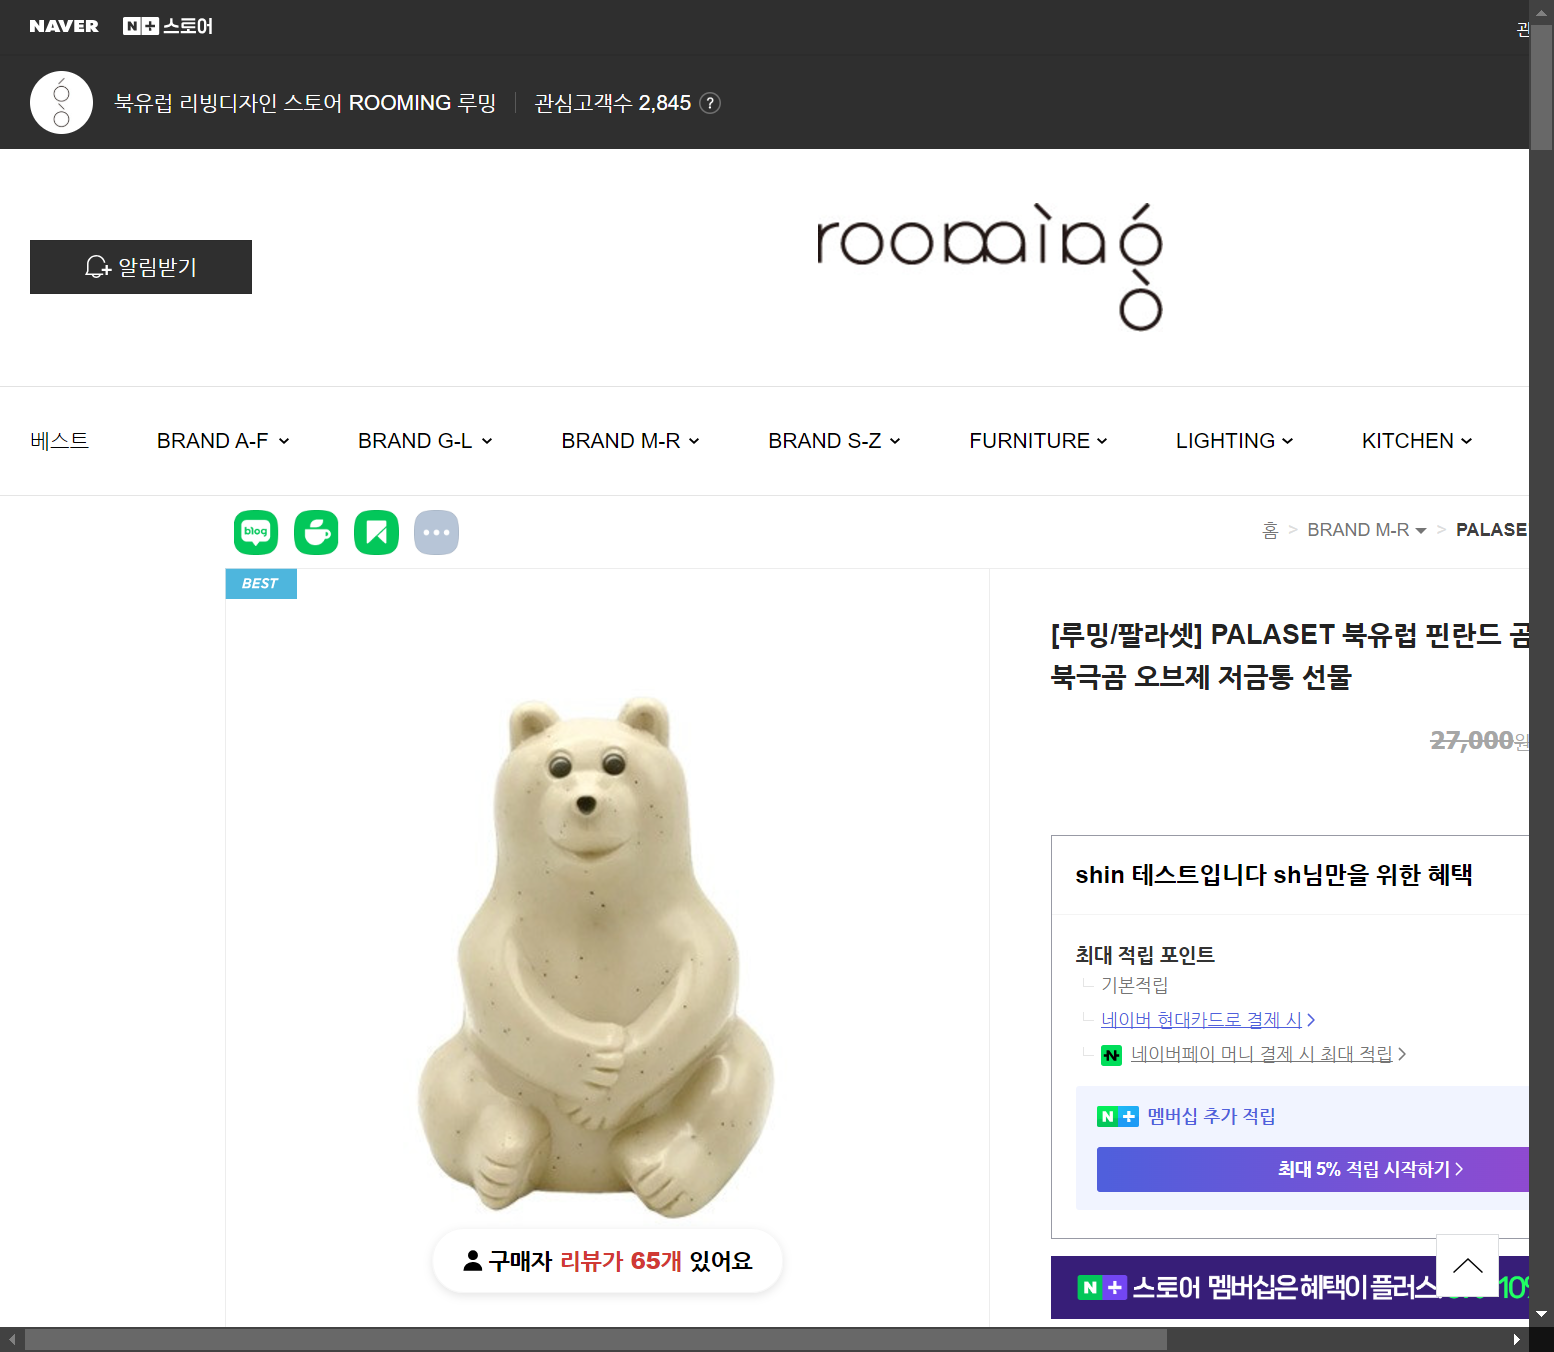 NAVER N+스토어
관
북유럽 리빙디자인 스토어 ROOMING 루밍 관심고객수 2,845 ?
알림받기
rooming
베스트 BRAND A-F BRAND G-L BRAND M-R BRAND S-Z FURNITURE LIGHTING KITCHEN
blog
홈 > BRAND M-R > PALASE
BEST
[루밍/팔라셋] PALASET 북유럽 핀란드 곰
북극곰 오브제 저금통 선물
27,000원
shin 테스트입니다 sh님만을 위한 혜택
최대 적립 포인트
기본적립
네이버 현대카드로 결제 시
네이버페이 머니 결제 시 최대 적립
N+ 멤버십 추가 적립
최대 5% 적립 시작하기
구매자 리뷰가 65개 있어요
N+ 스토어 멤버십은 혜택이 플러스 10%